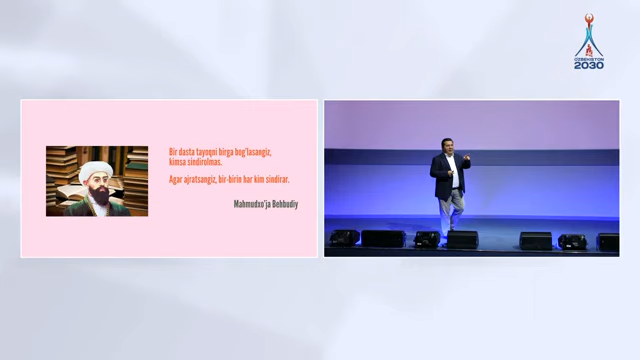 O'ZBEKISTON
2030
Bir dasta tayoqni birga bog'lasangiz,
kimsa sindirolmas.
Agar ajratsangiz, bir-birin har kim sindirar.
Mahmudxo'ja Behbudiy